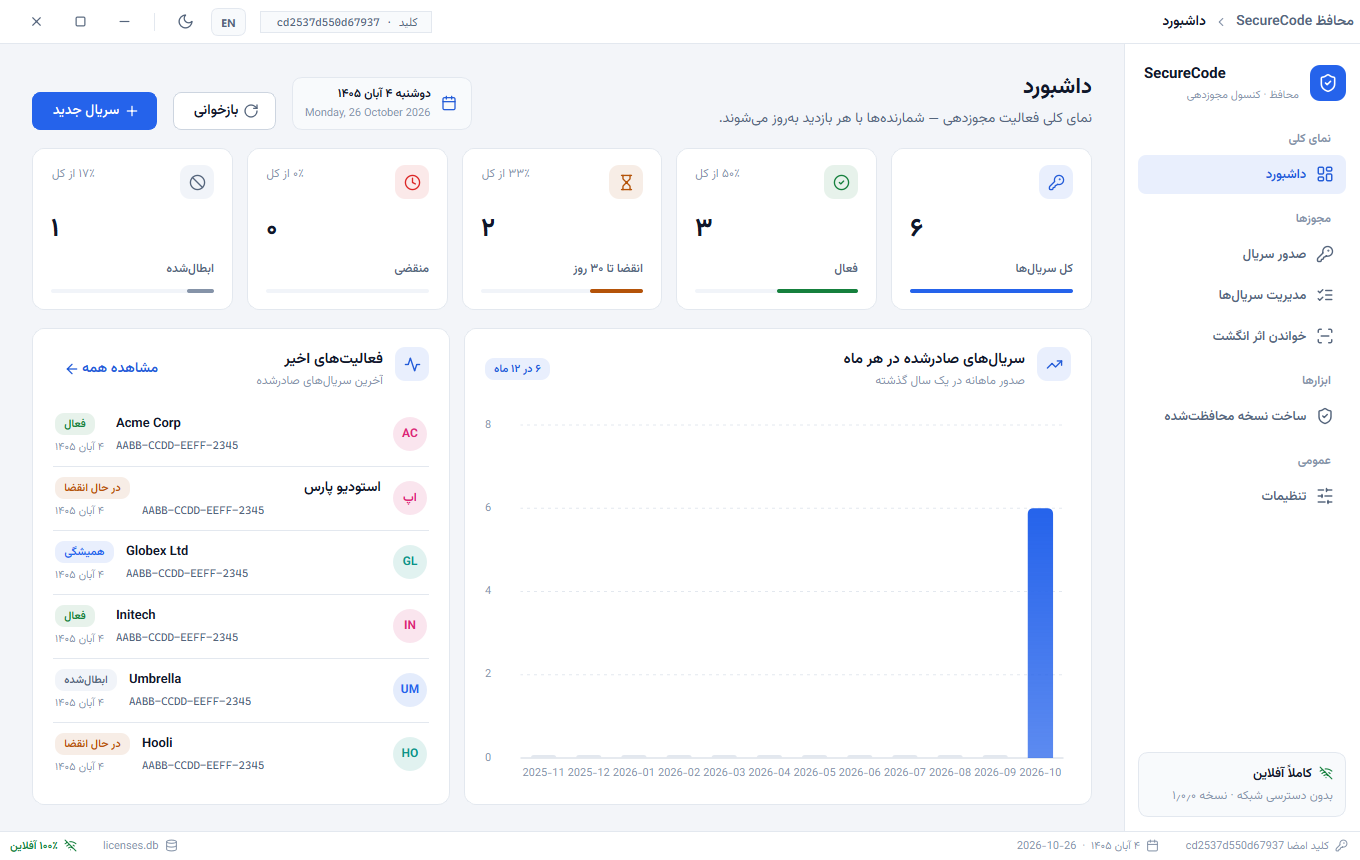 محافظ SecureCode
داشبورد
کلید · cd2537d550d67937
EN
SecureCode
محافظ · کنسول مجوزدهی
نمای کلی
داشبورد
مجوزها
صدور سریال
مدیریت سریال‌ها
خواندن اثر انگشت
ابزارها
ساخت نسخه محافظت‌شده
عمومی
تنظیمات
کاملاً آفلاین
بدون دسترسی شبکه · نسخه ۱٫۰٫۰
داشبورد
نمای کلی فعالیت مجوزدهی — شمارنده‌ها با هر بازدید به‌روز می‌شوند.
دوشنبه ۴ آبان ۱۴۰۵
Monday, 26 October 2026
بازخوانی
سریال جدید
۶
کل سریال‌ها
۵۰٪ از کل
۳
فعال
۳۳٪ از کل
۲
انقضا تا ۳۰ روز
۰٪ از کل
۰
منقضی
۱۷٪ از کل
۱
ابطال‌شده
سریال‌های صادرشده در هر ماه
صدور ماهانه در یک سال گذشته
۶ در ۱۲ ماه
8
6
4
2
0
2025-11 2025-12 2026-01 2026-02 2026-03 2026-04 2026-05 2026-06 2026-07 2026-08 2026-09 2026-10
فعالیت‌های اخیر
آخرین سریال‌های صادرشده
مشاهده همه
AC
Acme Corp
AABB-CCDD-EEFF-2345
فعال
۴ آبان ۱۴۰۵
اپ
استودیو پارس
AABB-CCDD-EEFF-2345
در حال انقضا
۴ آبان ۱۴۰۵
GL
Globex Ltd
AABB-CCDD-EEFF-2345
همیشگی
۴ آبان ۱۴۰۵
IN
Initech
AABB-CCDD-EEFF-2345
فعال
۴ آبان ۱۴۰۵
UM
Umbrella
AABB-CCDD-EEFF-2345
ابطال‌شده
۴ آبان ۱۴۰۵
HO
Hooli
AABB-CCDD-EEFF-2345
در حال انقضا
۴ آبان ۱۴۰۵
کلید امضا cd2537d550d67937
۴ آبان ۱۴۰۵ · 2026-10-26
licenses.db
۱۰۰٪ آفلاین